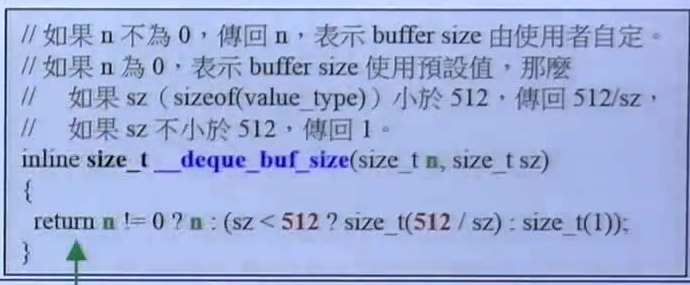 // 如果 n 不為 0，傳回 n，表示 buffer size 由使用者自定。
// 如果 n 為 0，表示 buffer size 使用預設值，那麼
//   如果 sz（sizeof(value_type)）小於 512，傳回 512/sz，
//   如果 sz 不小於 512，傳回 1。
inline size_t __deque_buf_size(size_t n, size_t sz)
{
return n != 0 ? n : (sz < 512 ? size_t(512 / sz) : size_t(1));
}